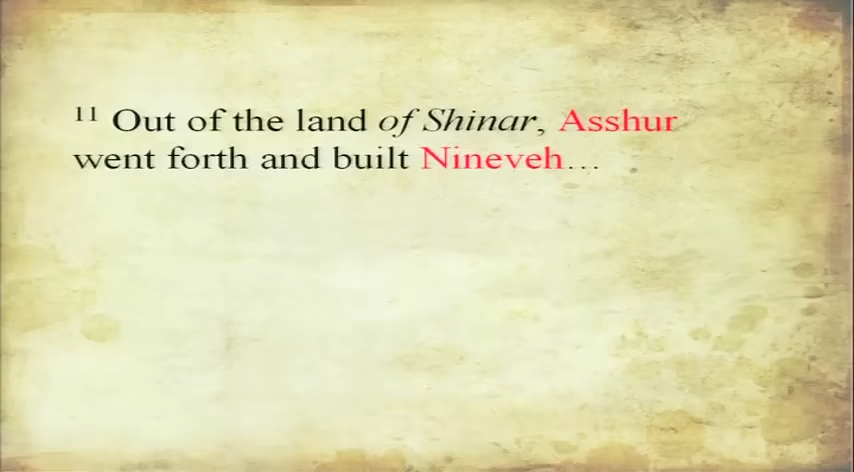 11 Out of the land of Shinar, Asshur
went forth and built Nineveh...